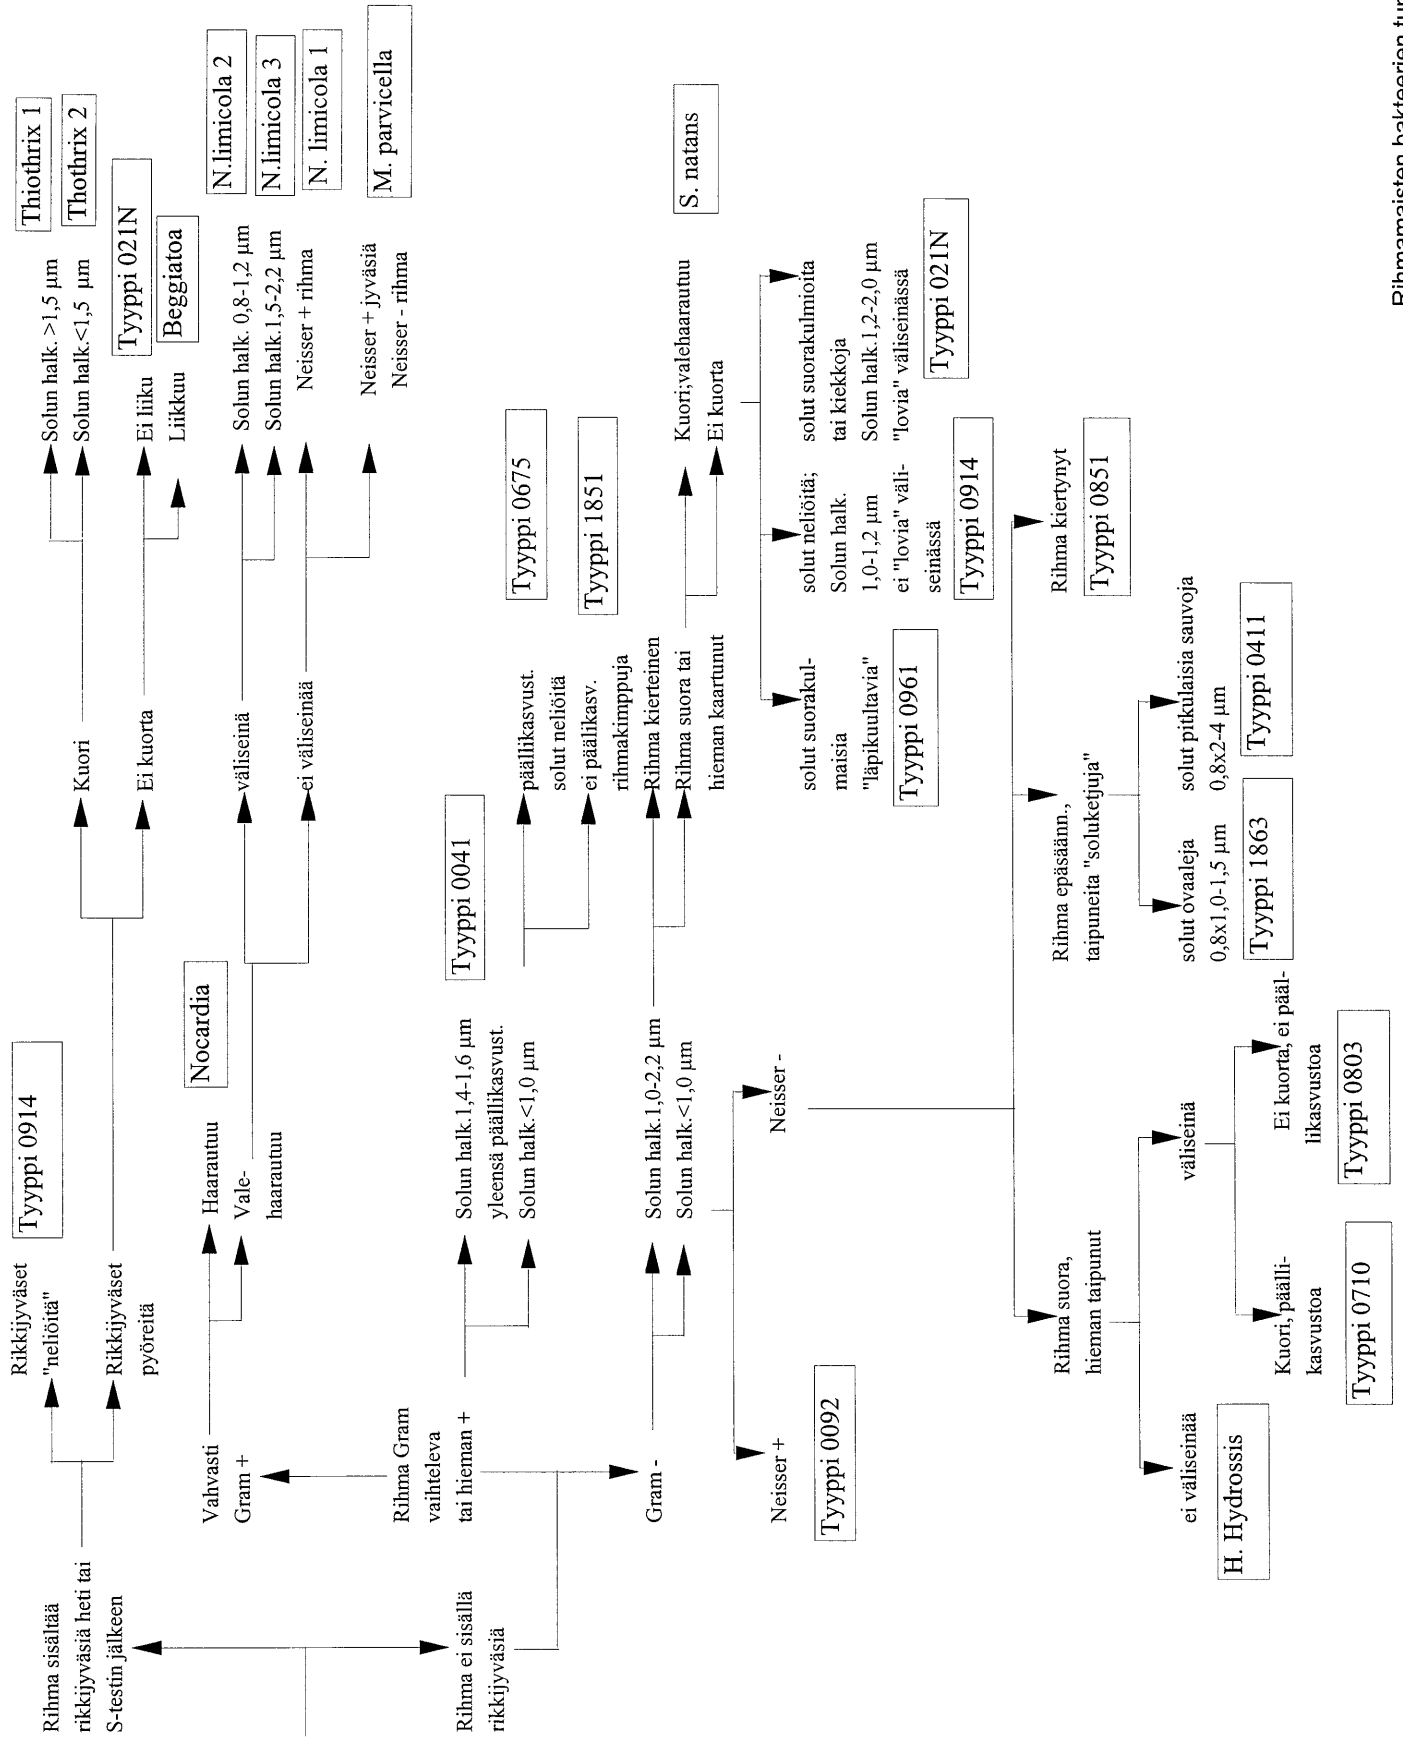 Rihma sisältää
rikkijyväsiä heti tai
S-testin jälkeen
Rikkijyväset
"neliöitä"
Tyyppi 0914
Rikkijyväset
pyöreitä
Kuori
Solun halk. >1,5 µm
Thiothrix 1
Solun halk.<1,5 µm
Thothrix 2
Ei kuorta
Ei liiku
Tyyppi 021N
Liikkuu
Beggiatoa
Rihma ei sisällä
rikkijyväsiä
Vahvasti
Gram +
Haarautuu
Nocardia
Vale-
haarautuu
väliseinä
Solun halk. 0,8-1,2 µm
N.limicola 2
Solun halk.1,5-2,2 µm
N.limicola 3
ei väliseinää
Neisser + rihma
N. limicola 1
Neisser + jyväsiä
Neisser - rihma
M. parvicella
Rihma Gram
vaihteleva
tai hieman +
Solun halk.1,4-1,6 µm
yleensä päällikasvust.
Tyyppi 0041
Solun halk.<1,0 µm
päällikasvust.
solut neliöitä
Tyyppi 0675
ei päälikasv.
rihmakimppuja
Tyyppi 1851
Gram -
Solun halk.1,0-2,2 µm
Rihma kierteinen
Rihma suora tai
hieman kaartunut
Kuori;valehaarautuu
S. natans
Ei kuorta
solut suorakul-
maisia
"läpikuultavia"
Tyyppi 0961
solut neliöitä;
Solun halk.
1,0-1,2 µm
ei "lovia" väli-
seinässä
Tyyppi 0914
solut suorakulmioita
tai kiekkoja
Solun halk.1,2-2,0 µm
"lovia" väliseinässä
Tyyppi 021N
Solun halk.<1,0 µm
Neisser +
Tyyppi 0092
Neisser -
Rihma suora,
hieman taipunut
ei väliseinää
H. Hydrossis
väliseinä
Kuori, päälli-
kasvustoa
Tyyppi 0710
Ei kuorta, ei pääl-
likasvustoa
Tyyppi 0803
Rihma epäsäänn.,
taipuneita "soluketjuja"
solut ovaaleja
0,8x1,0-1,5 µm
Tyyppi 1863
solut pitkulaisia sauvoja
0,8x2-4 µm
Tyyppi 0411
Rihma kiertynyt
Tyyppi 0851
Rihmamaisten bakteerien